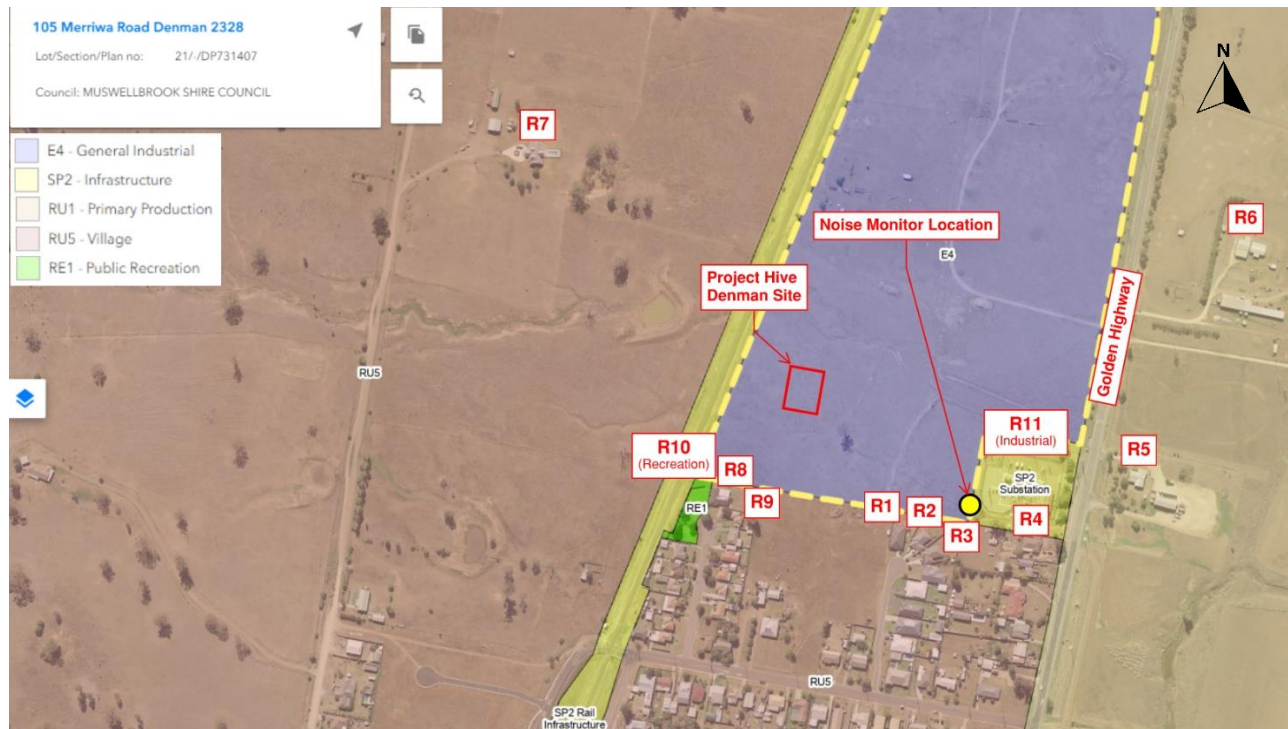 105 Merriwa Road Denman 2328
Lot/Section/Plan no: 21/-/DP731407
Council: MUSWELLBROOK SHIRE COUNCIL
E4 - General Industrial
SP2 - Infrastructure
RU1 - Primary Production
RU5 - Village
RE1 - Public Recreation
N
R7
R6
Noise Monitor Location
E4
Project Hive
Denman Site
Golden Highway
RU5
R11
(Industrial)
R10
(Recreation)
R5
R8
SP2
Substation
R9
RE1
R1
R2
R3
R4
RU5
SP2 Rail
Infrastructure